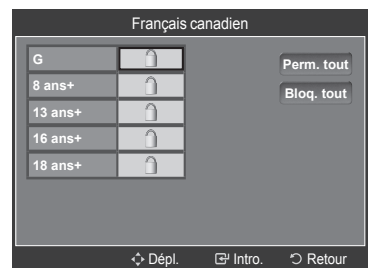 Français canadien
G
Perm. tout
8 ans+
Bloq. tout
13 ans+
16 ans+
18 ans+
Dépl. Intro. Retour